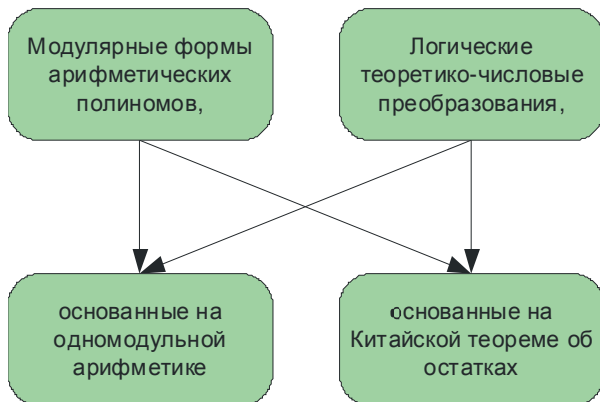 Модулярные формы
арифметических
полиномов,
Логические
теоретико-числовые
преобразования,
основанные на
одномодульной
арифметике
основанные на
Китайской теореме об
остатках